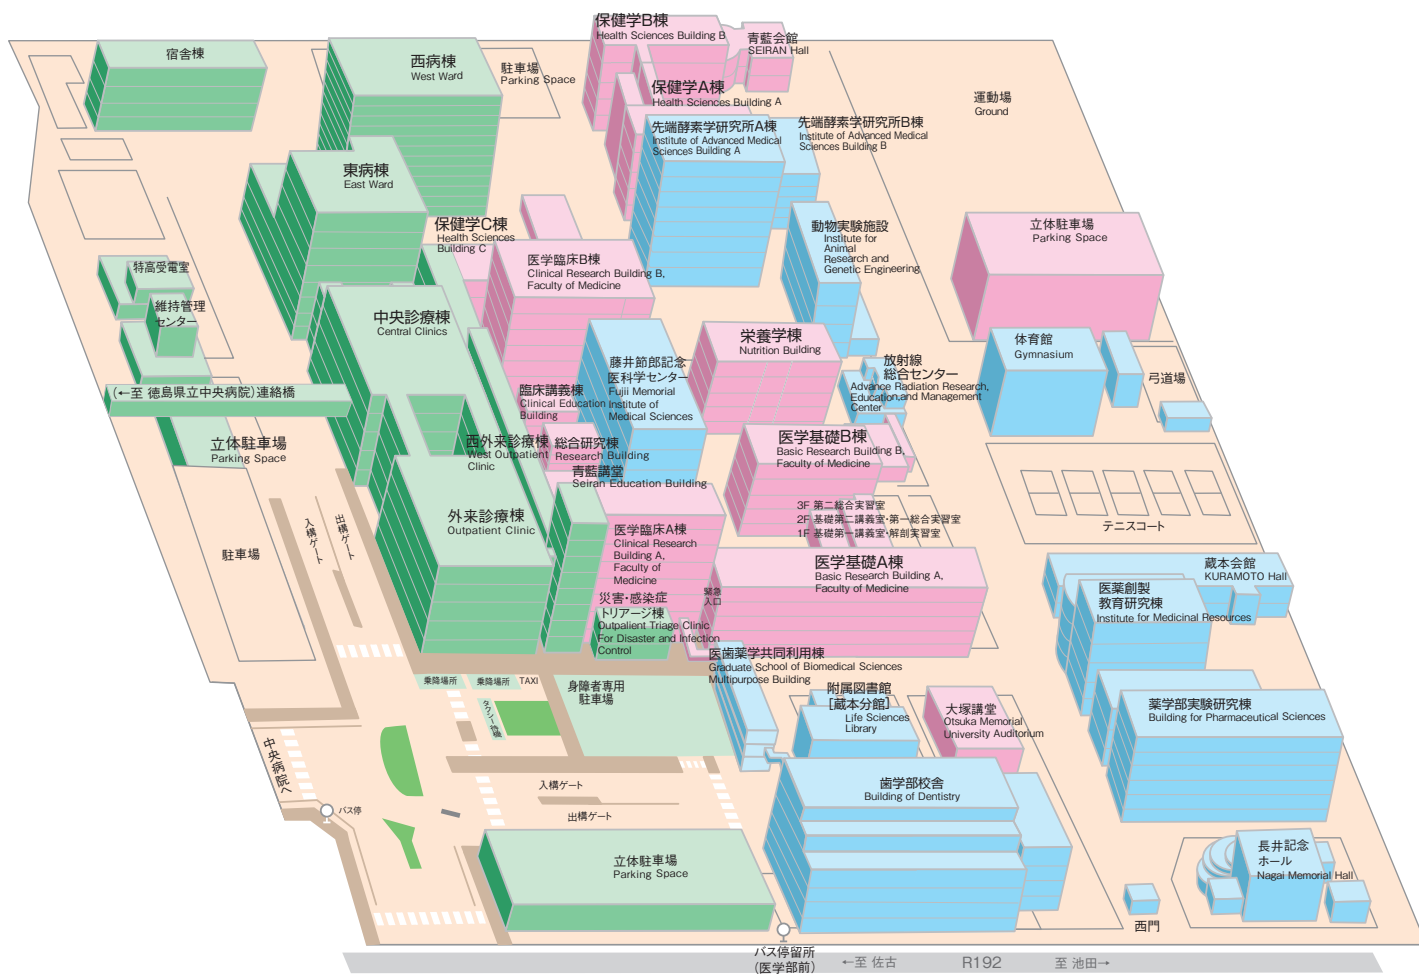 保健学B棟
Health Sciences Building B
青藍会館
SEIRAN Hall
宿舎棟
西病棟
West Ward
駐車場
Parking Space
保健学A棟
Health Sciences Building A
運動場
Ground
先端酵素学研究所A棟
Institute of Advanced Medical
Sciences Building A
先端酵素学研究所B棟
Institute of Advanced Medical
Sciences Building B
東病棟
East Ward
保健学C棟
Health Sciences
Building C
動物実験施設
Institute for
Animal
Research and
Genetic Engineering
立体駐車場
Parking Space
医学臨床B棟
Clinical Research Building B,
Faculty of Medicine
特高受電室
維持管理
センター
中央診療棟
Central Clinics
栄養学棟
Nutrition Building
体育館
Gymnasium
藤井節郎記念
医科学センター
Fujii Memorial
Institute of
Medical Sciences
放射線
総合センター
Advance Radiation Research,
Education,and Management
Center
弓道場
(←至 徳島県立中央病院)連絡橋
臨床講義棟
Clinical Education
Building
立体駐車場
Parking Space
西外来診療棟
West Outpatient
Clinic
総合研究棟
Research Building
医学基礎B棟
Basic Research Building B,
Faculty of Medicine
青藍講堂
Seiran Education Building
3F 第二総合実習室
2F 基礎第二講義室・第一総合実習室
1F 基礎第一講義室・解剖実習室
テニスコート
外来診療棟
Outpatient Clinic
入構ゲート
出構ゲート
駐車場
医学臨床A棟
Clinical Research
Building A,
Faculty of
Medicine
医学基礎A棟
Basic Research Building A,
Faculty of Medicine
蔵本会館
KURAMOTO Hall
緊急
入口
医薬創製
教育研究棟
Institute for Medicinal Resources
災害・感染症
トリアージ棟
Outpalient Triage Clinic
For Disaster and Infection
Control
医歯薬学共同利用棟
Graduate School of Biomedical Sciences
Multipurpose Building
乗降場所
乗降場所
TAXI
タクシー待機
身障者専用
駐車場
附属図書館
[蔵本分館]
Life Sciences
Library
大塚講堂
Otsuka Memorial
University Auditorium
薬学部実験研究棟
Building for Pharmaceutical Sciences
中央病院へ
バス停
入構ゲート
出構ゲート
歯学部校舎
Building of Dentistry
立体駐車場
Parking Space
長井記念
ホール
Nagai Memorial Hall
西門
バス停留所
(医学部前)
←至 佐古
R192
至 池田→